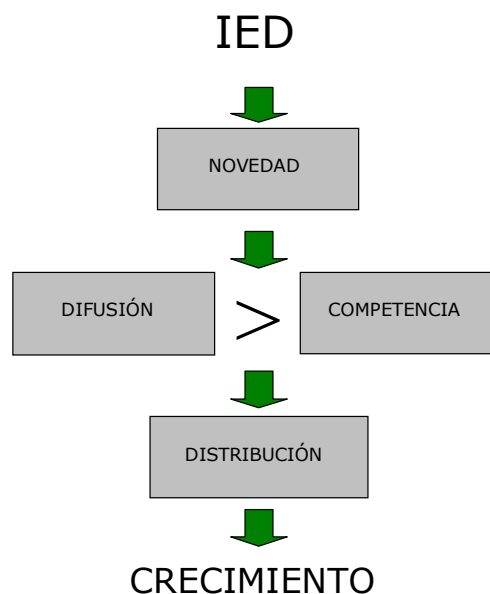 IED
NOVEDAD
DIFUSIÓN > COMPETENCIA
DISTRIBUCIÓN
CRECIMIENTO